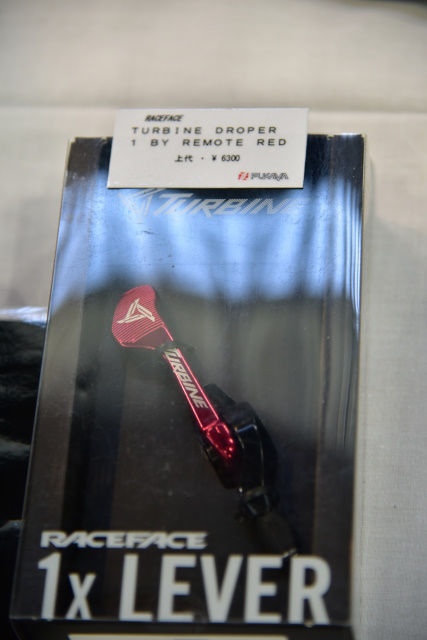 RACEFACE
TURBINE DROPER
1 BY REMOTE RED
上代 ・ ¥ 6300
FUKAYA
TURBINE
TURBINE
RACEFACE
1x LEVER